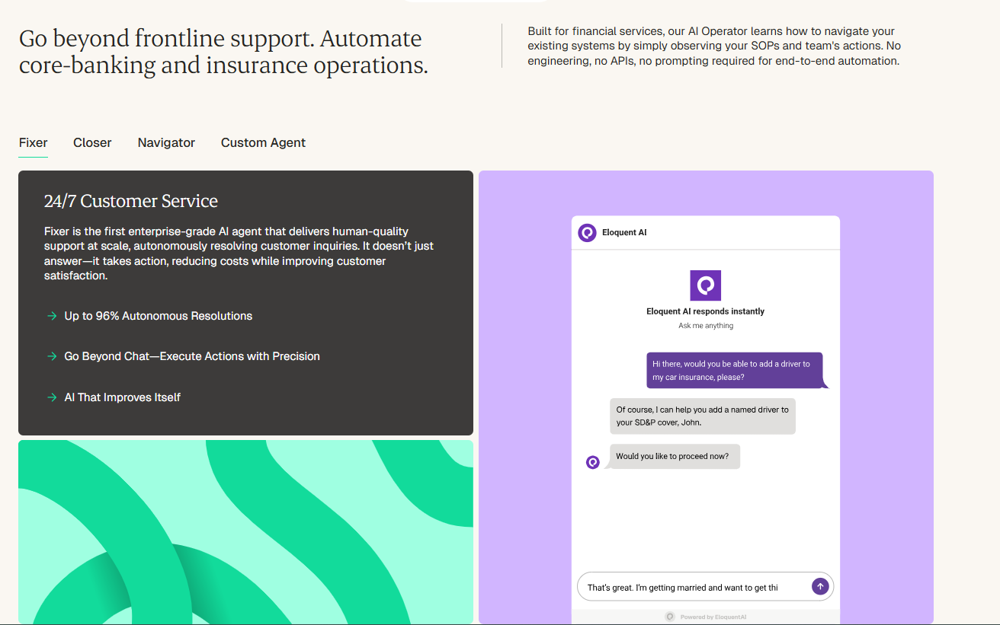 Go beyond frontline support. Automate
core-banking and insurance operations.
Built for financial services, our AI Operator learns how to navigate your
existing systems by simply observing your SOPs and team's actions. No
engineering, no APIs, no prompting required for end-to-end automation.
Fixer
Closer
Navigator
Custom Agent
24/7 Customer Service
Fixer is the first enterprise-grade AI agent that delivers human-quality
support at scale, autonomously resolving customer inquiries. It doesn’t just
answer—it takes action, reducing costs while improving customer
satisfaction.
Up to 96% Autonomous Resolutions
Go Beyond Chat—Execute Actions with Precision
AI That Improves Itself
Eloquent AI
Eloquent AI responds instantly
Ask me anything
Hi there, would you be able to add a driver to
my car insurance, please?
Of course, I can help you add a named driver to
your SD&P cover, John.
Would you like to proceed now?
That's great. I'm getting married and want to get thi
Powered by EloquentAI